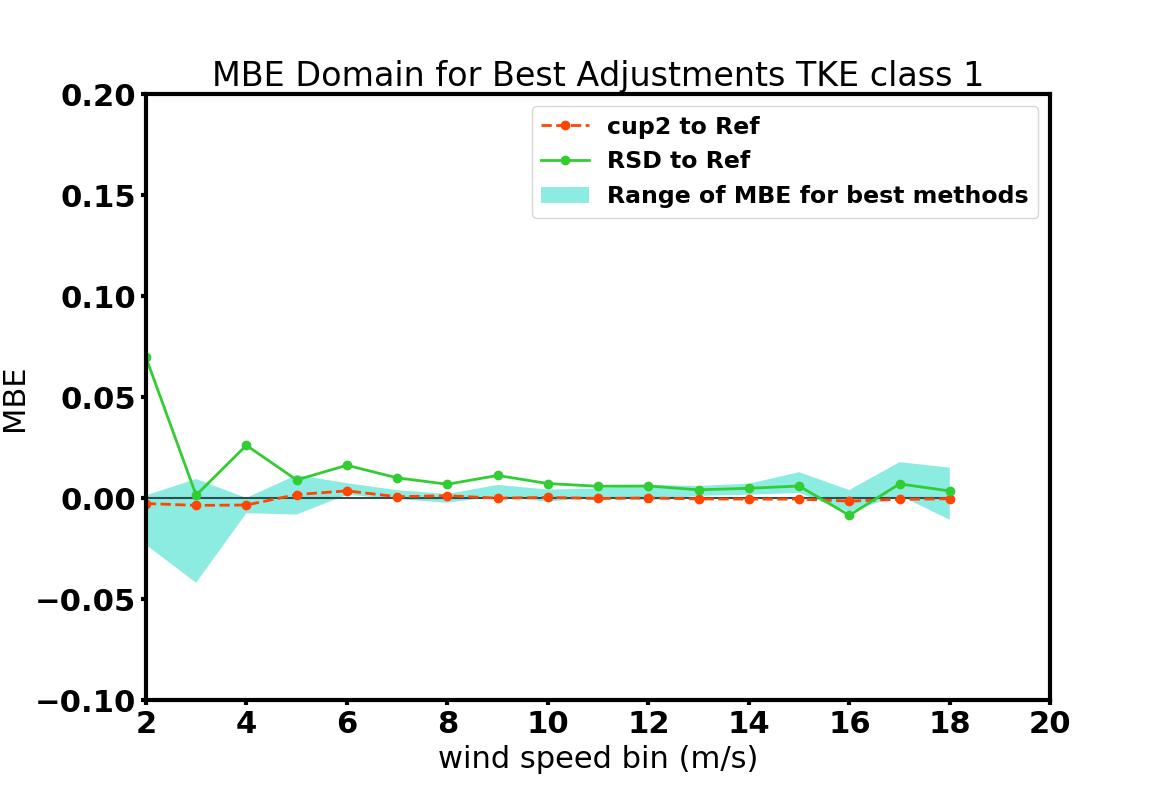 MBE Domain for Best Adjustments TKE class 1
cup2 to Ref
RSD to Ref
Range of MBE for best methods
MBE
0.20
0.15
0.10
0.05
0.00
−0.05
−0.10
2 4 6 8 10 12 14 16 18 20
wind speed bin (m/s)